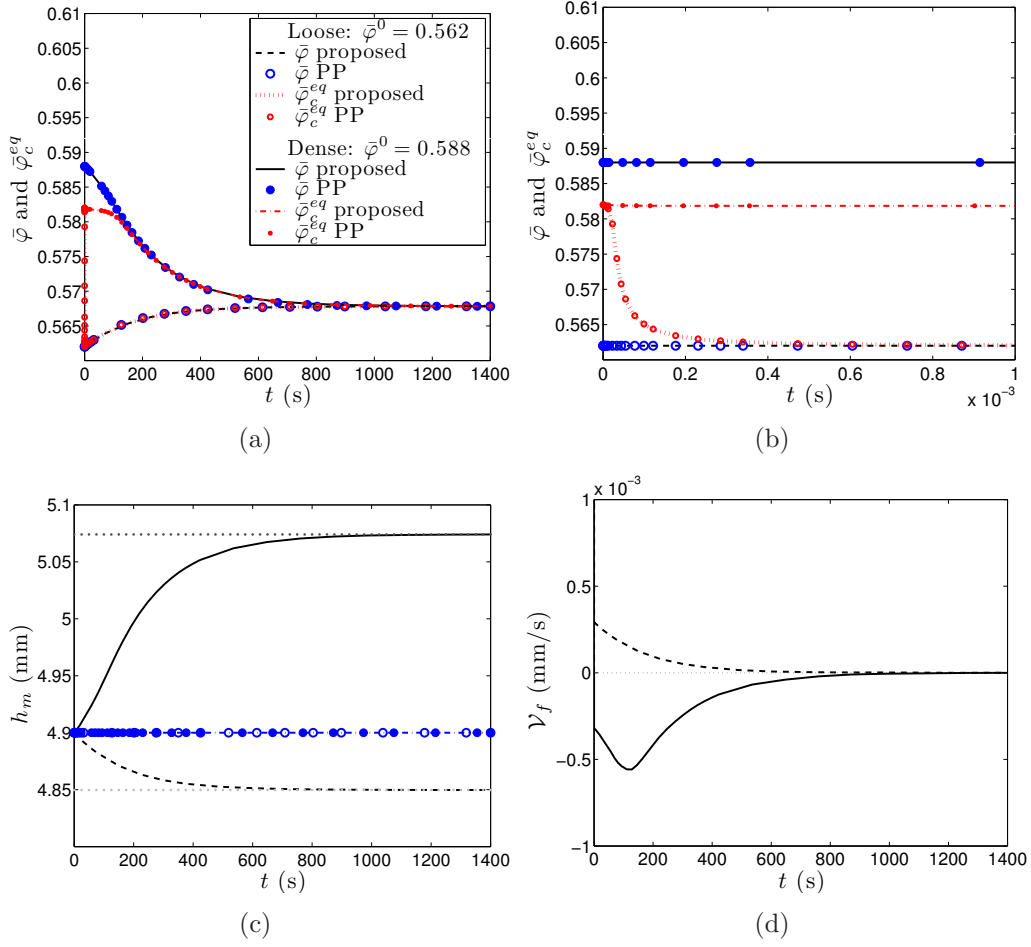 0.61
0.605
0.6
0.595
0.59
0.585
0.58
0.575
0.57
0.565
φ̄ and φ̄_c^{eq}
Loose: φ̄⁰ = 0.562
φ̄ proposed
φ̄ PP
φ̄_c^{eq} proposed
φ̄_c^{eq} PP
Dense: φ̄⁰ = 0.588
φ̄ proposed
φ̄ PP
φ̄_c^{eq} proposed
φ̄_c^{eq} PP
0 200 400 600 800 1000 1200 1400
t (s)
(a)
0.61
0.605
0.6
0.595
0.59
0.585
0.58
0.575
0.57
0.565
φ̄ and φ̄_c^{eq}
0 0.2 0.4 0.6 0.8 1
x 10⁻³
t (s)
(b)
5.1
5.05
5
4.95
4.9
4.85
h_m (mm)
0 200 400 600 800 1000 1200 1400
t (s)
(c)
x 10⁻³
1
0.5
0
−0.5
−1
𝒱_f (mm/s)
0 200 400 600 800 1000 1200 1400
t (s)
(d)